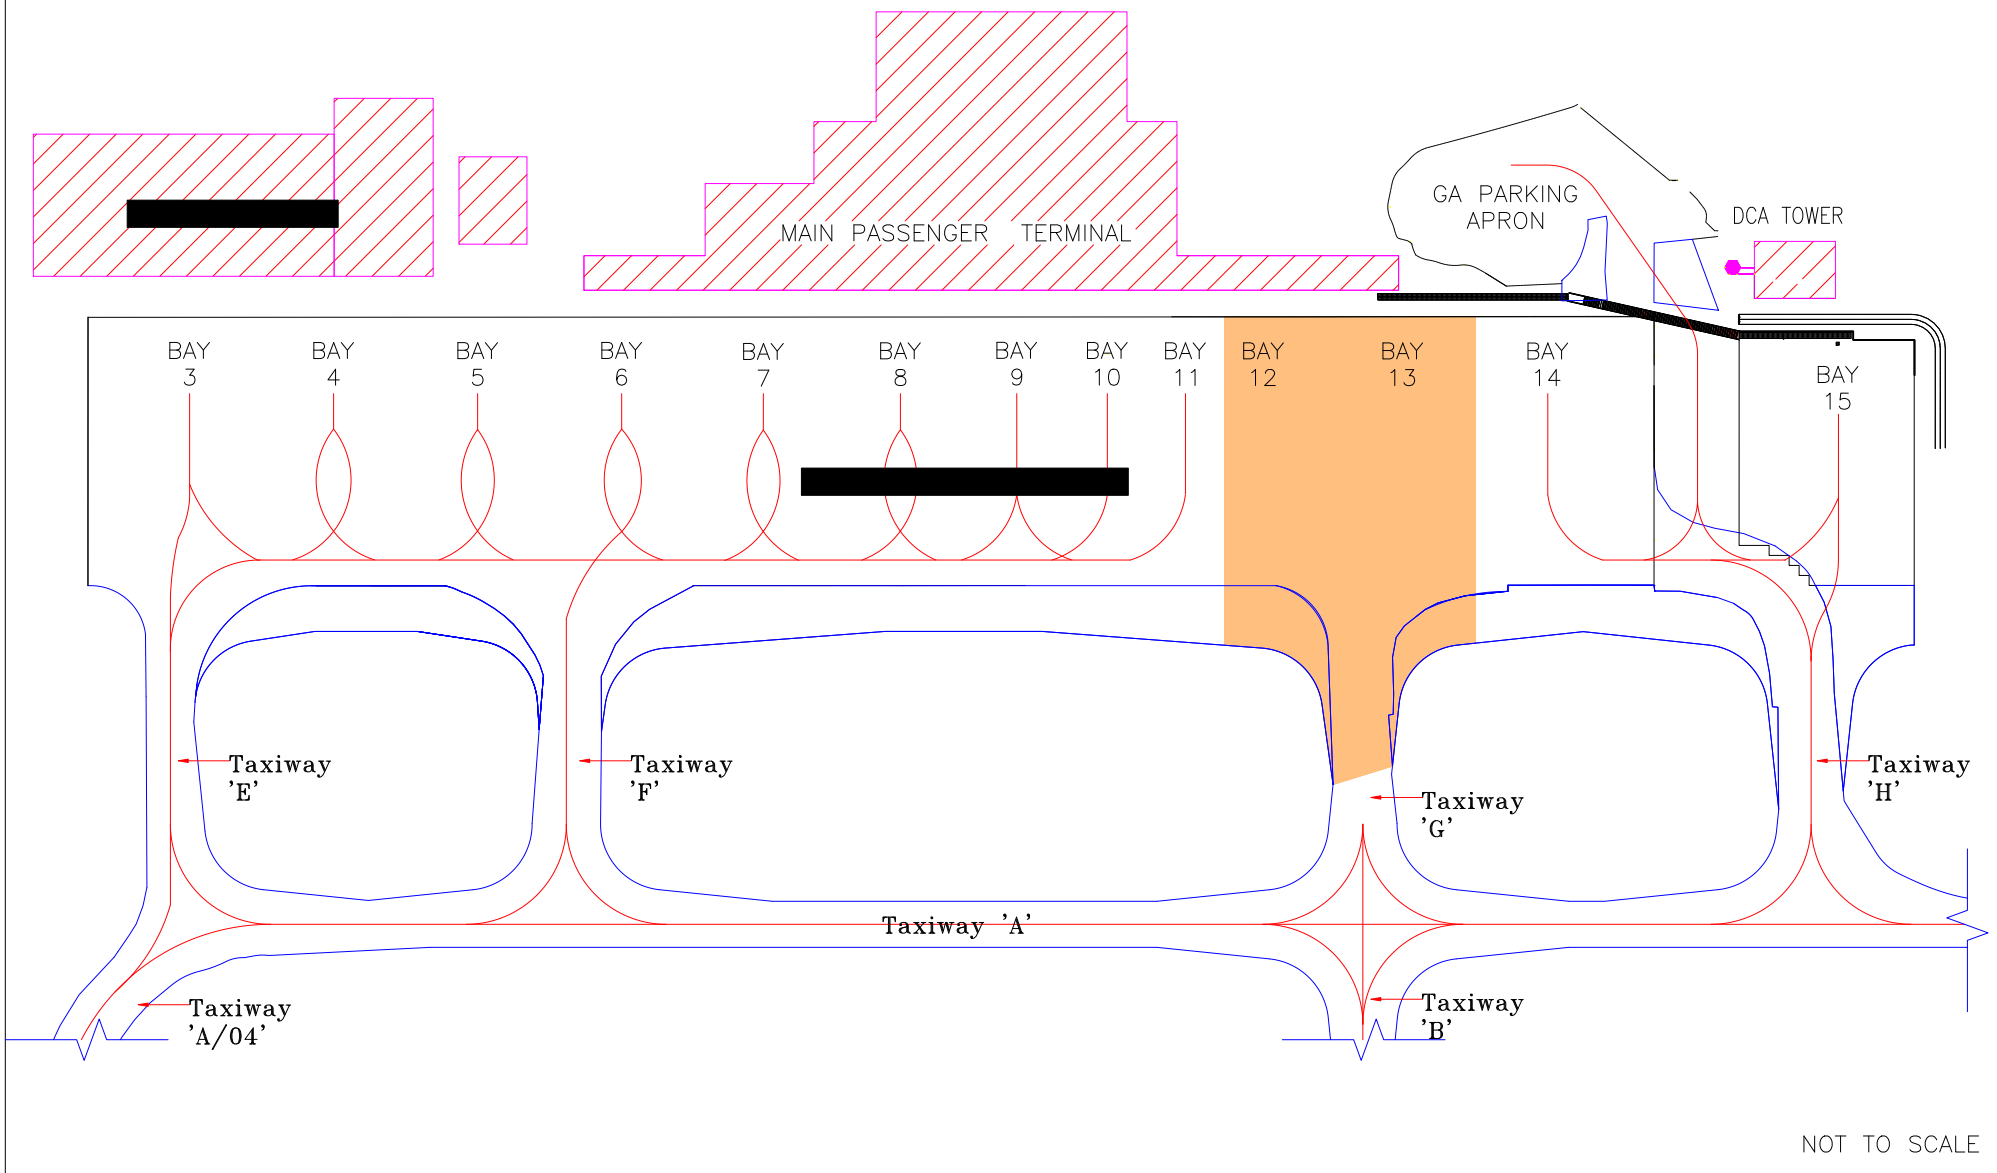 MAIN PASSENGER TERMINAL
GA PARKING
APRON
DCA TOWER
BAY
3
BAY
4
BAY
5
BAY
6
BAY
7
BAY
8
BAY
9
BAY
10
BAY
11
BAY
12
BAY
13
BAY
14
BAY
15
Taxiway
'E'
Taxiway
'F'
Taxiway
'G'
Taxiway
'H'
Taxiway 'A'
Taxiway
'A/04'
Taxiway
'B'
NOT TO SCALE